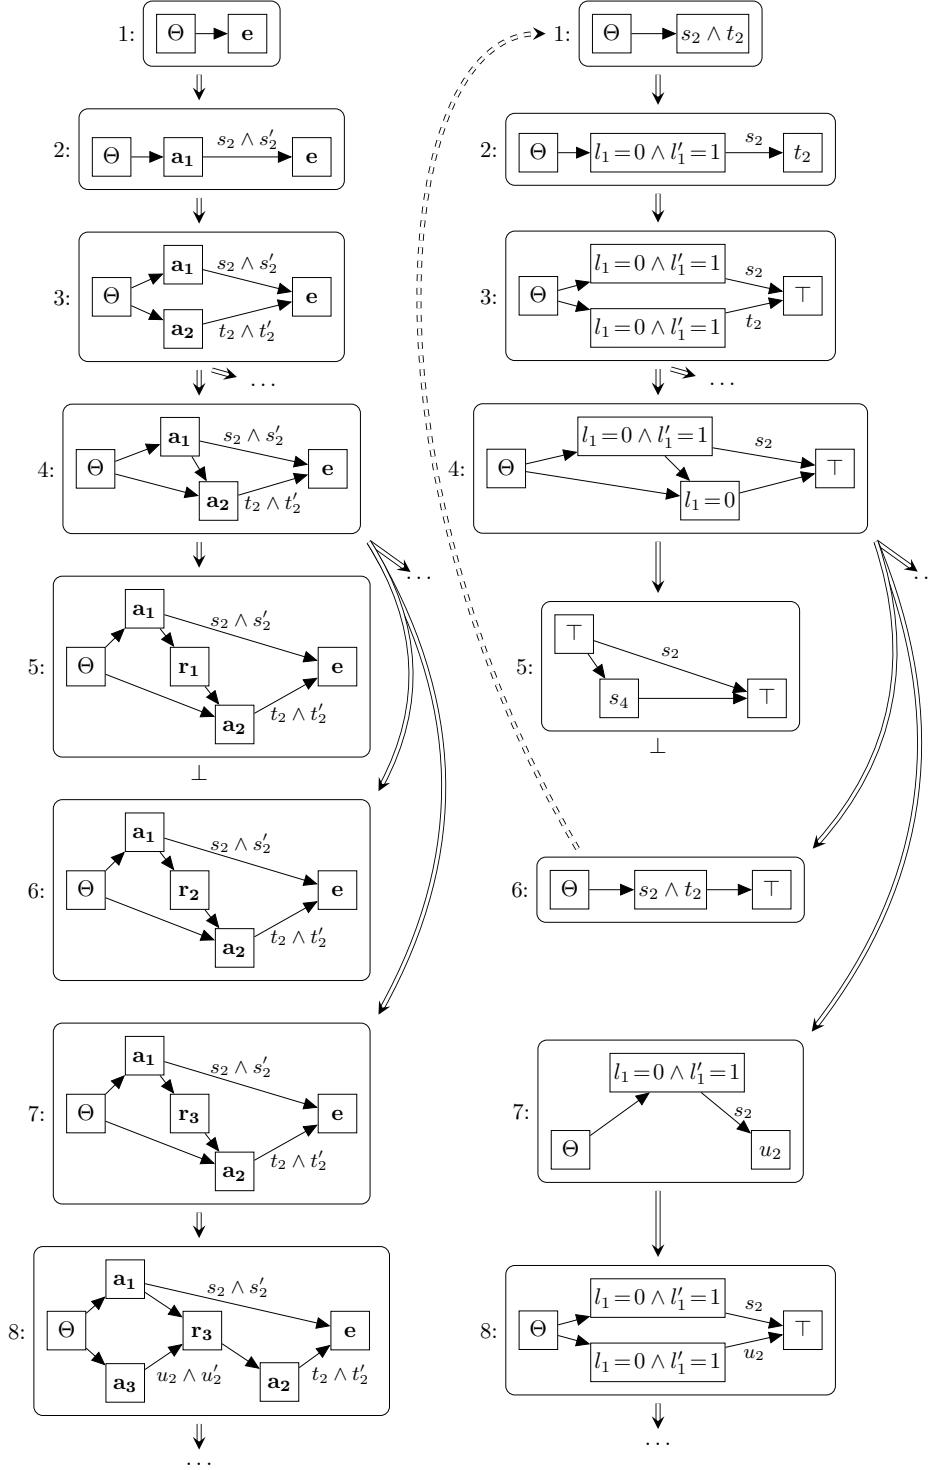 1: Θ e
2: Θ a₁ s₂ ∧ s′₂ e
3: Θ a₁ s₂ ∧ s′₂ a₂ t₂ ∧ t′₂ e
. . .
4: Θ a₁ s₂ ∧ s′₂ a₂ t₂ ∧ t′₂ e
. . .
5: Θ a₁ s₂ ∧ s′₂ r₁ a₂ t₂ ∧ t′₂ e
⊥
6: Θ a₁ s₂ ∧ s′₂ r₂ a₂ t₂ ∧ t′₂ e
7: Θ a₁ s₂ ∧ s′₂ r₃ a₂ t₂ ∧ t′₂ e
8: Θ a₁ s₂ ∧ s′₂ r₃ a₃ u₂ ∧ u′₂ a₂ t₂ ∧ t′₂ e
. . .
1: Θ s₂ ∧ t₂
2: Θ l₁=0 ∧ l′₁=1 s₂ t₂
3: Θ l₁=0 ∧ l′₁=1 s₂ l₁=0 ∧ l′₁=1 t₂ ⊤
. . .
4: Θ l₁=0 ∧ l′₁=1 s₂ l₁=0 ⊤
. .
5: ⊤ s₂ s₄ ⊤
⊥
6: Θ s₂ ∧ t₂ ⊤
7: Θ l₁=0 ∧ l′₁=1 s₂ u₂
8: Θ l₁=0 ∧ l′₁=1 s₂ l₁=0 ∧ l′₁=1 u₂ ⊤
. . .